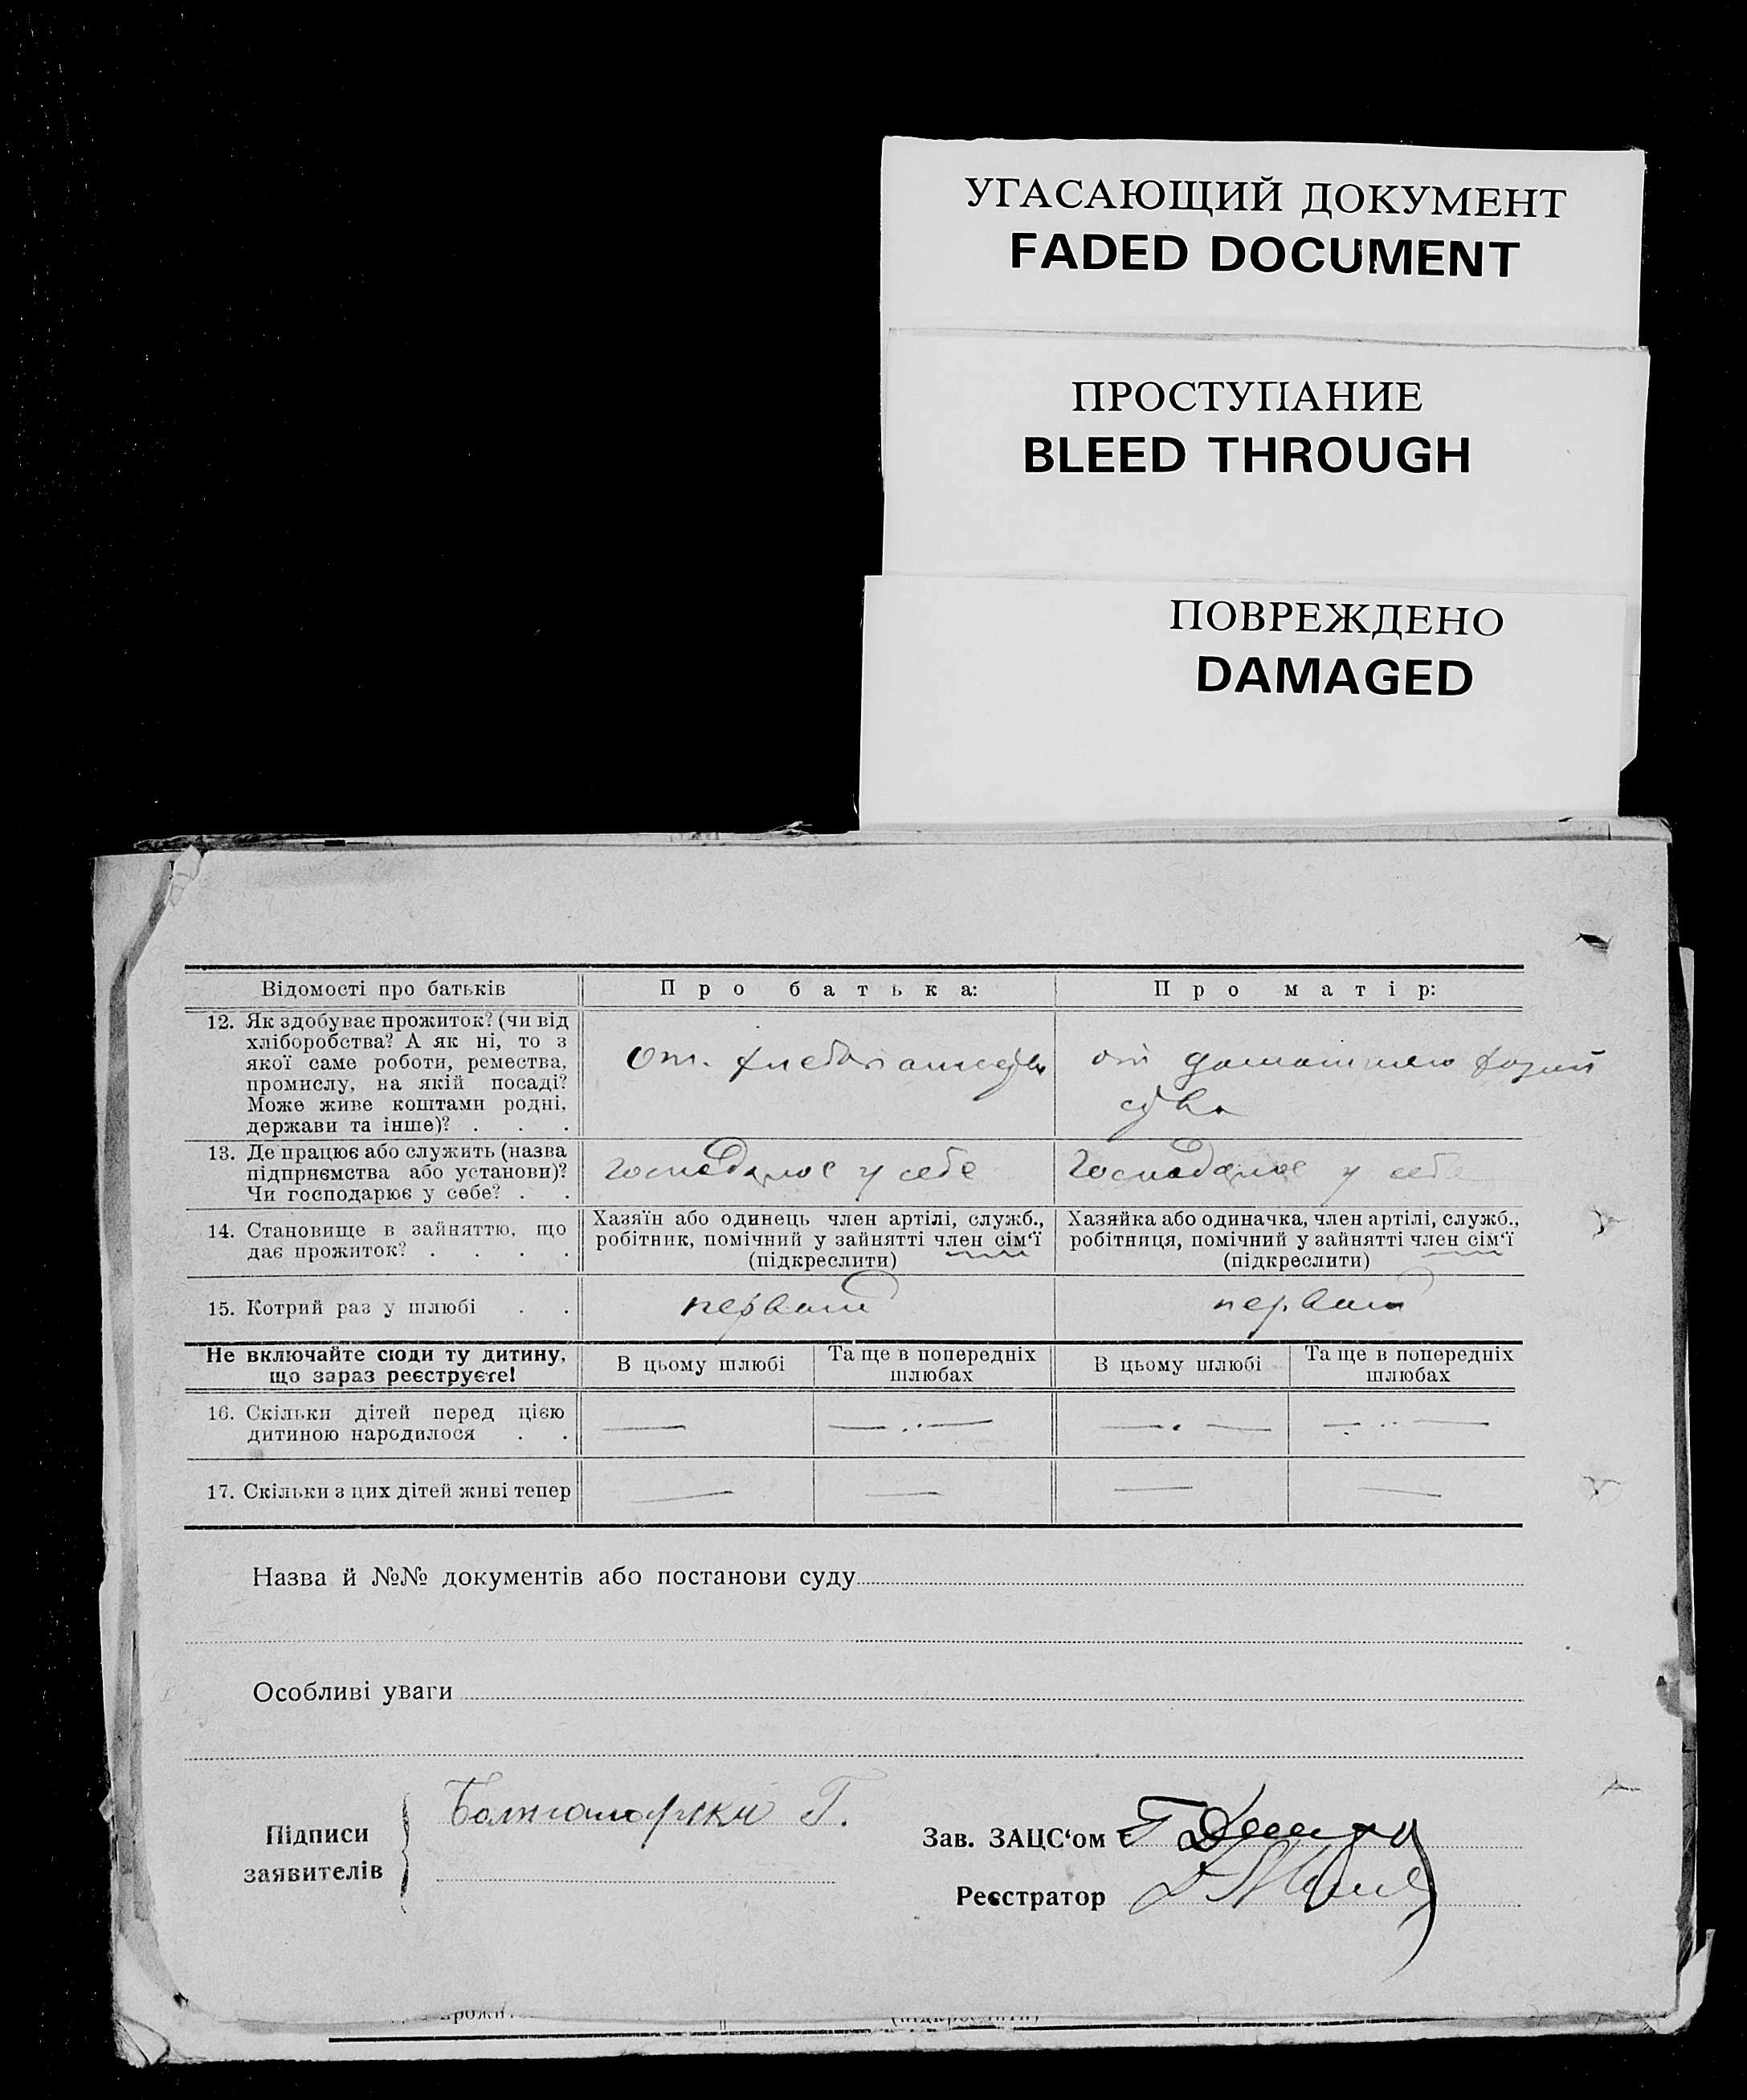 УГАСАЮЩИЙ ДОКУМЕНТ
FADED DOCUMENT
ПРОСТУПАНИЕ
BLEED THROUGH
ПОВРЕЖДЕНО
DAMAGED
Відомості про батьків
Про батька:
Про матір:
12. Як здобуває прожиток? (чи від
хліборобства? А як ні, то з
якої саме роботи, ремества,
промислу, на якій посаді?
Може живе коштами родні,
держави та інше)? . . .
от.
от
13. Де працює або служить (назва
підприємства або установи)?
Чи господарює у себе? . .
Господарює у себе
Господарює у себе
14. Становище в зайняттю, що
дає прожиток? . . . .
Хазяїн або одинець член артілі, служб.,
робітник, помічний у зайнятті член сім‘ї
(підкреслити)
Хазяйка або одиначка, член артілі, служб.,
робітниця, помічний у зайнятті член сім‘ї
(підкреслити)
15. Котрий раз у шлюбі . .
первий
первий
Не включайте сюди ту дитину,
що зараз реєструєте!
В цьому шлюбі
Та ще в попередніх
шлюбах
В цьому шлюбі
Та ще в попередніх
шлюбах
16. Скільки дітей перед цією
дитиною народилося . .
17. Скільки з цих дітей живі тепер
Назва й №№ документів або постанови суду
Особливі уваги
Підписи
заявителів
Г.
Зав. ЗАЦС‘ом
Реєстратор